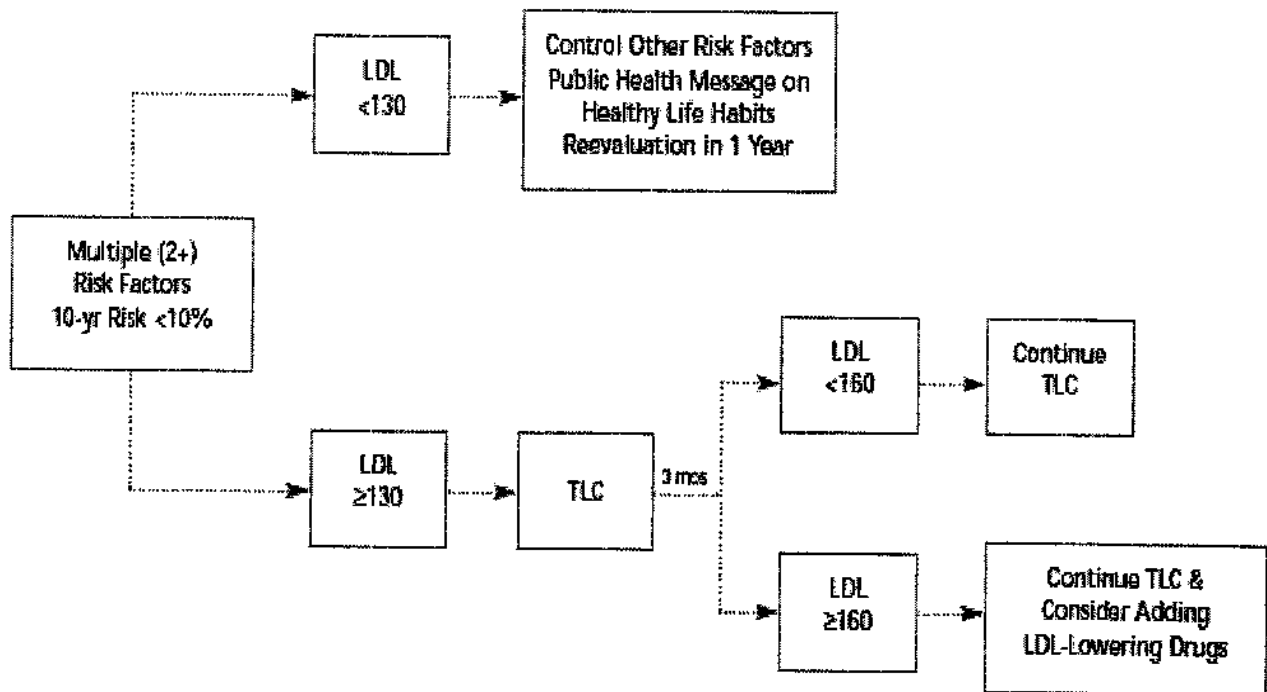 LDL
<130
Control Other Risk Factors
Public Health Message on
Healthy Life Habits
Reevaluation in 1 Year
Multiple (2+)
Risk Factors
10-yr Risk <10%
LDL
≥130
TLC
3 mos
LDL
<160
Continue
TLC
LDL
≥160
Continue TLC &
Consider Adding
LDL-Lowering Drugs